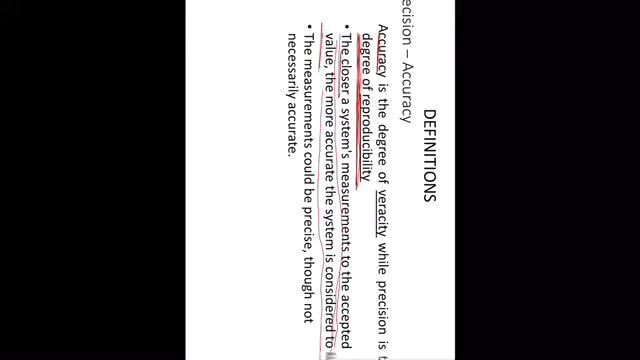 DEFINITIONS
ecision – Accuracy
Accuracy is the degree of veracity while precision is t
degree of reproducibility
• The closer a system's measurements to the accepted
value, the more accurate the system is considered to
• The measurements could be precise, though not
necessarily accurate.